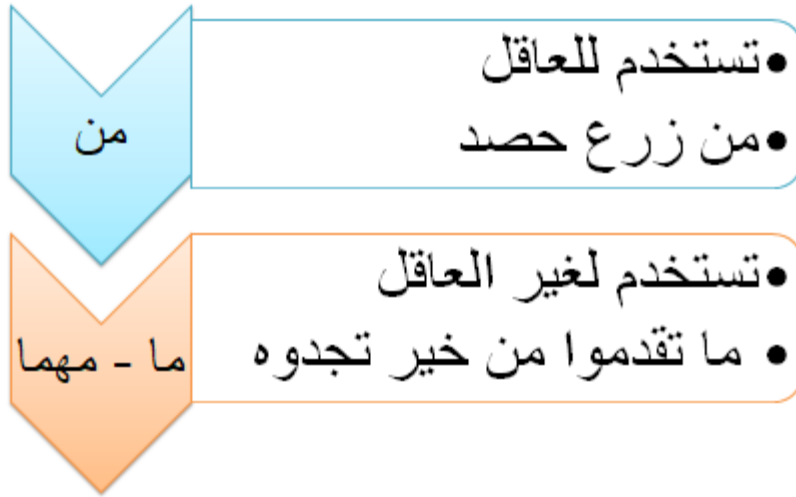 من
•تستخدم للعاقل
•من زرع حصد
ما - مهما
•تستخدم لغير العاقل
• ما تقدموا من خير تجدوه